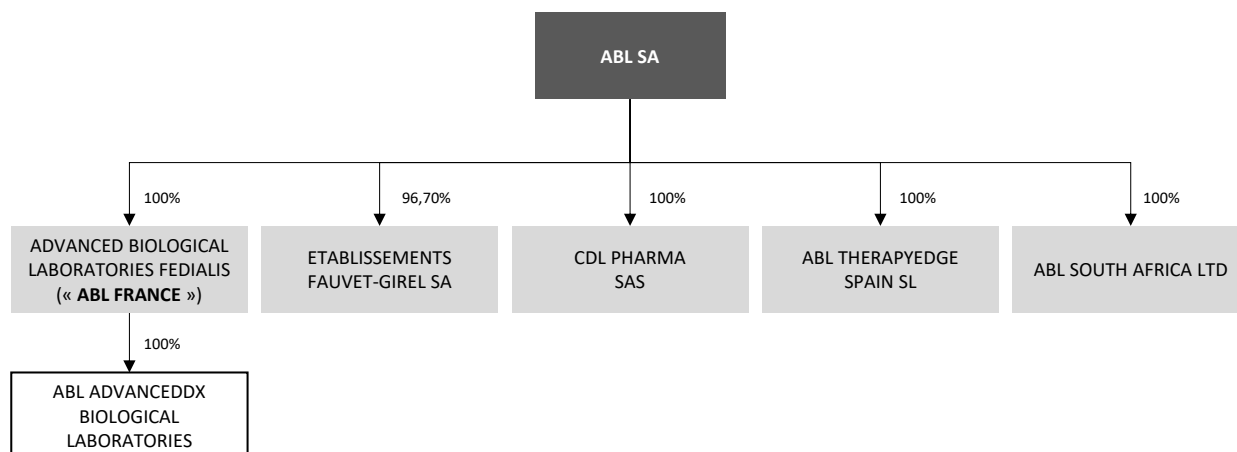 ABL SA
100%
96,70%
100%
100%
100%
ADVANCED BIOLOGICAL
LABORATORIES FEDIALIS
(« ABL FRANCE »)
ETABLISSEMENTS
FAUVET-GIREL SA
CDL PHARMA
SAS
ABL THERAPYEDGE
SPAIN SL
ABL SOUTH AFRICA LTD
100%
ABL ADVANCEDDX
BIOLOGICAL
LABORATORIES